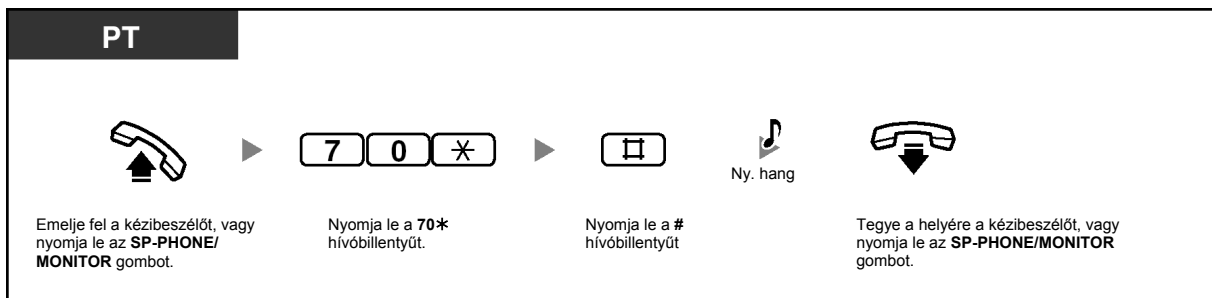 PT
7 0 ✳
#
Ny. hang
Emelje fel a kézibeszélőt, vagy
nyomja le az SP-PHONE/
MONITOR gombot.
Nyomja le a 70✳
hívóbillentyűt.
Nyomja le a #
hívóbillentyűt
Tegye a helyére a kézibeszélőt, vagy
nyomja le az SP-PHONE/MONITOR
gombot.